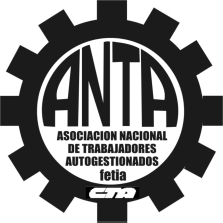 ANTA
ASOCIACION NACIONAL
DE TRABAJADORES
AUTOGESTIONADOS
fetia
CTA